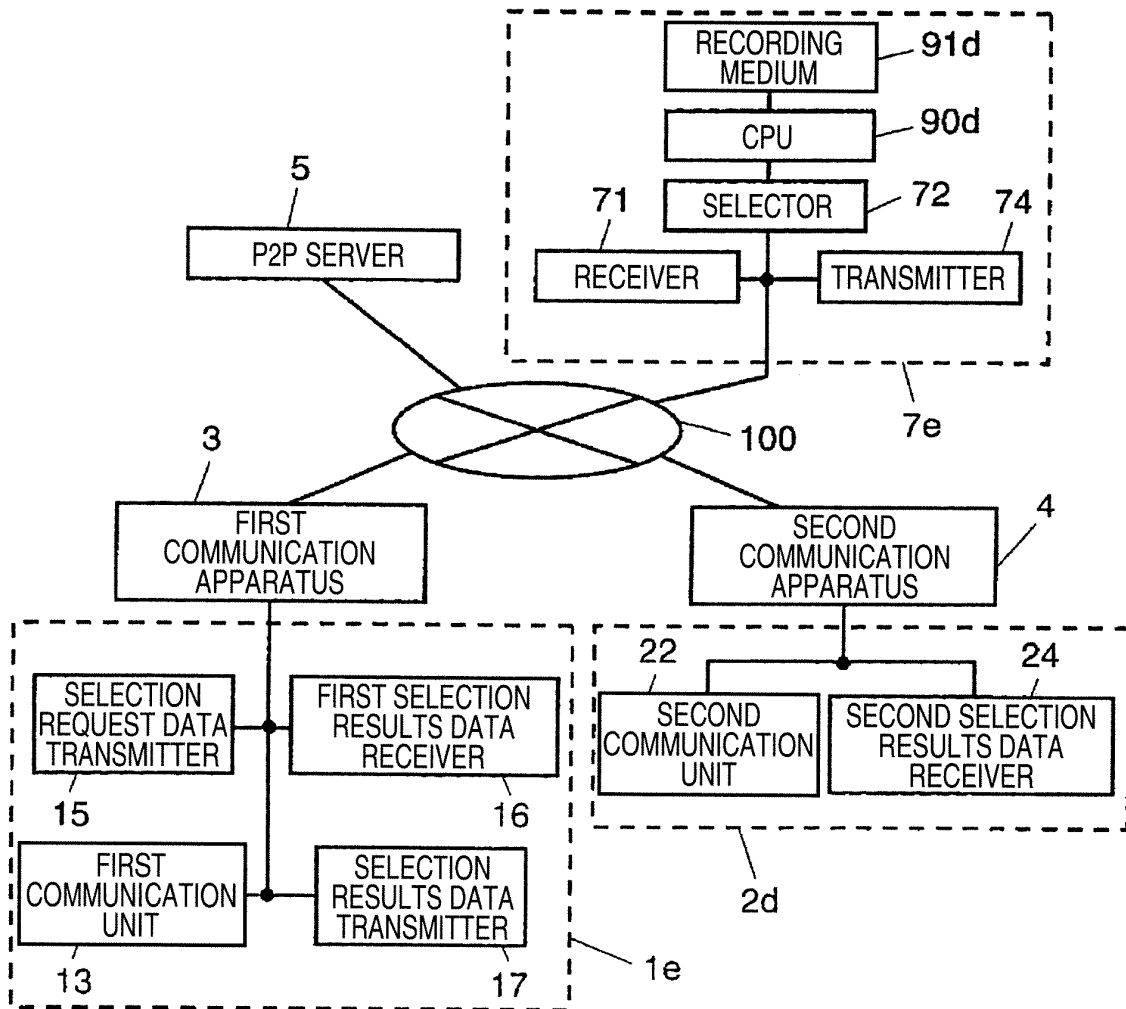 RECORDING
MEDIUM
91d
CPU
90d
5
71
SELECTOR
72
74
P2P SERVER
RECEIVER
TRANSMITTER
3
100
7e
4
FIRST
COMMUNICATION
APPARATUS
SECOND
COMMUNICATION
APPARATUS
22
24
SELECTION
REQUEST DATA
TRANSMITTER
FIRST SELECTION
RESULTS DATA
RECEIVER
SECOND
COMMUNICATION
UNIT
SECOND SELECTION
RESULTS DATA
RECEIVER
15
16
FIRST
COMMUNICATION
UNIT
SELECTION
RESULTS DATA
TRANSMITTER
2d
13
17
1e